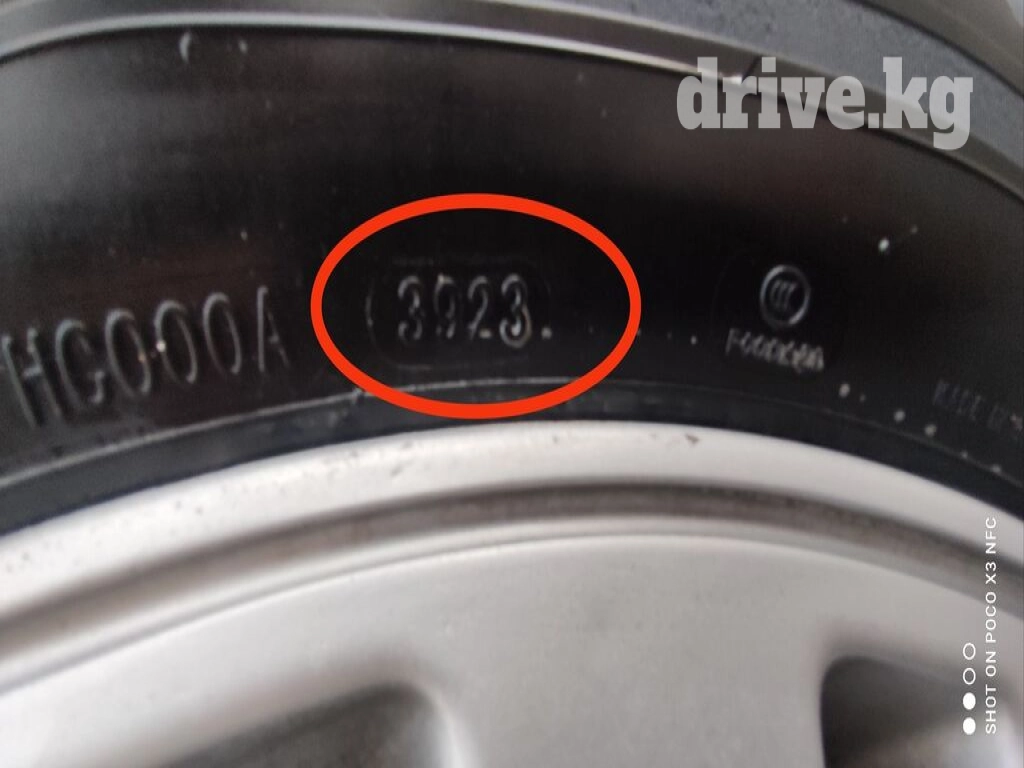 drive.kg
HG000A
3923
SHOT ON POCO X3 NFC